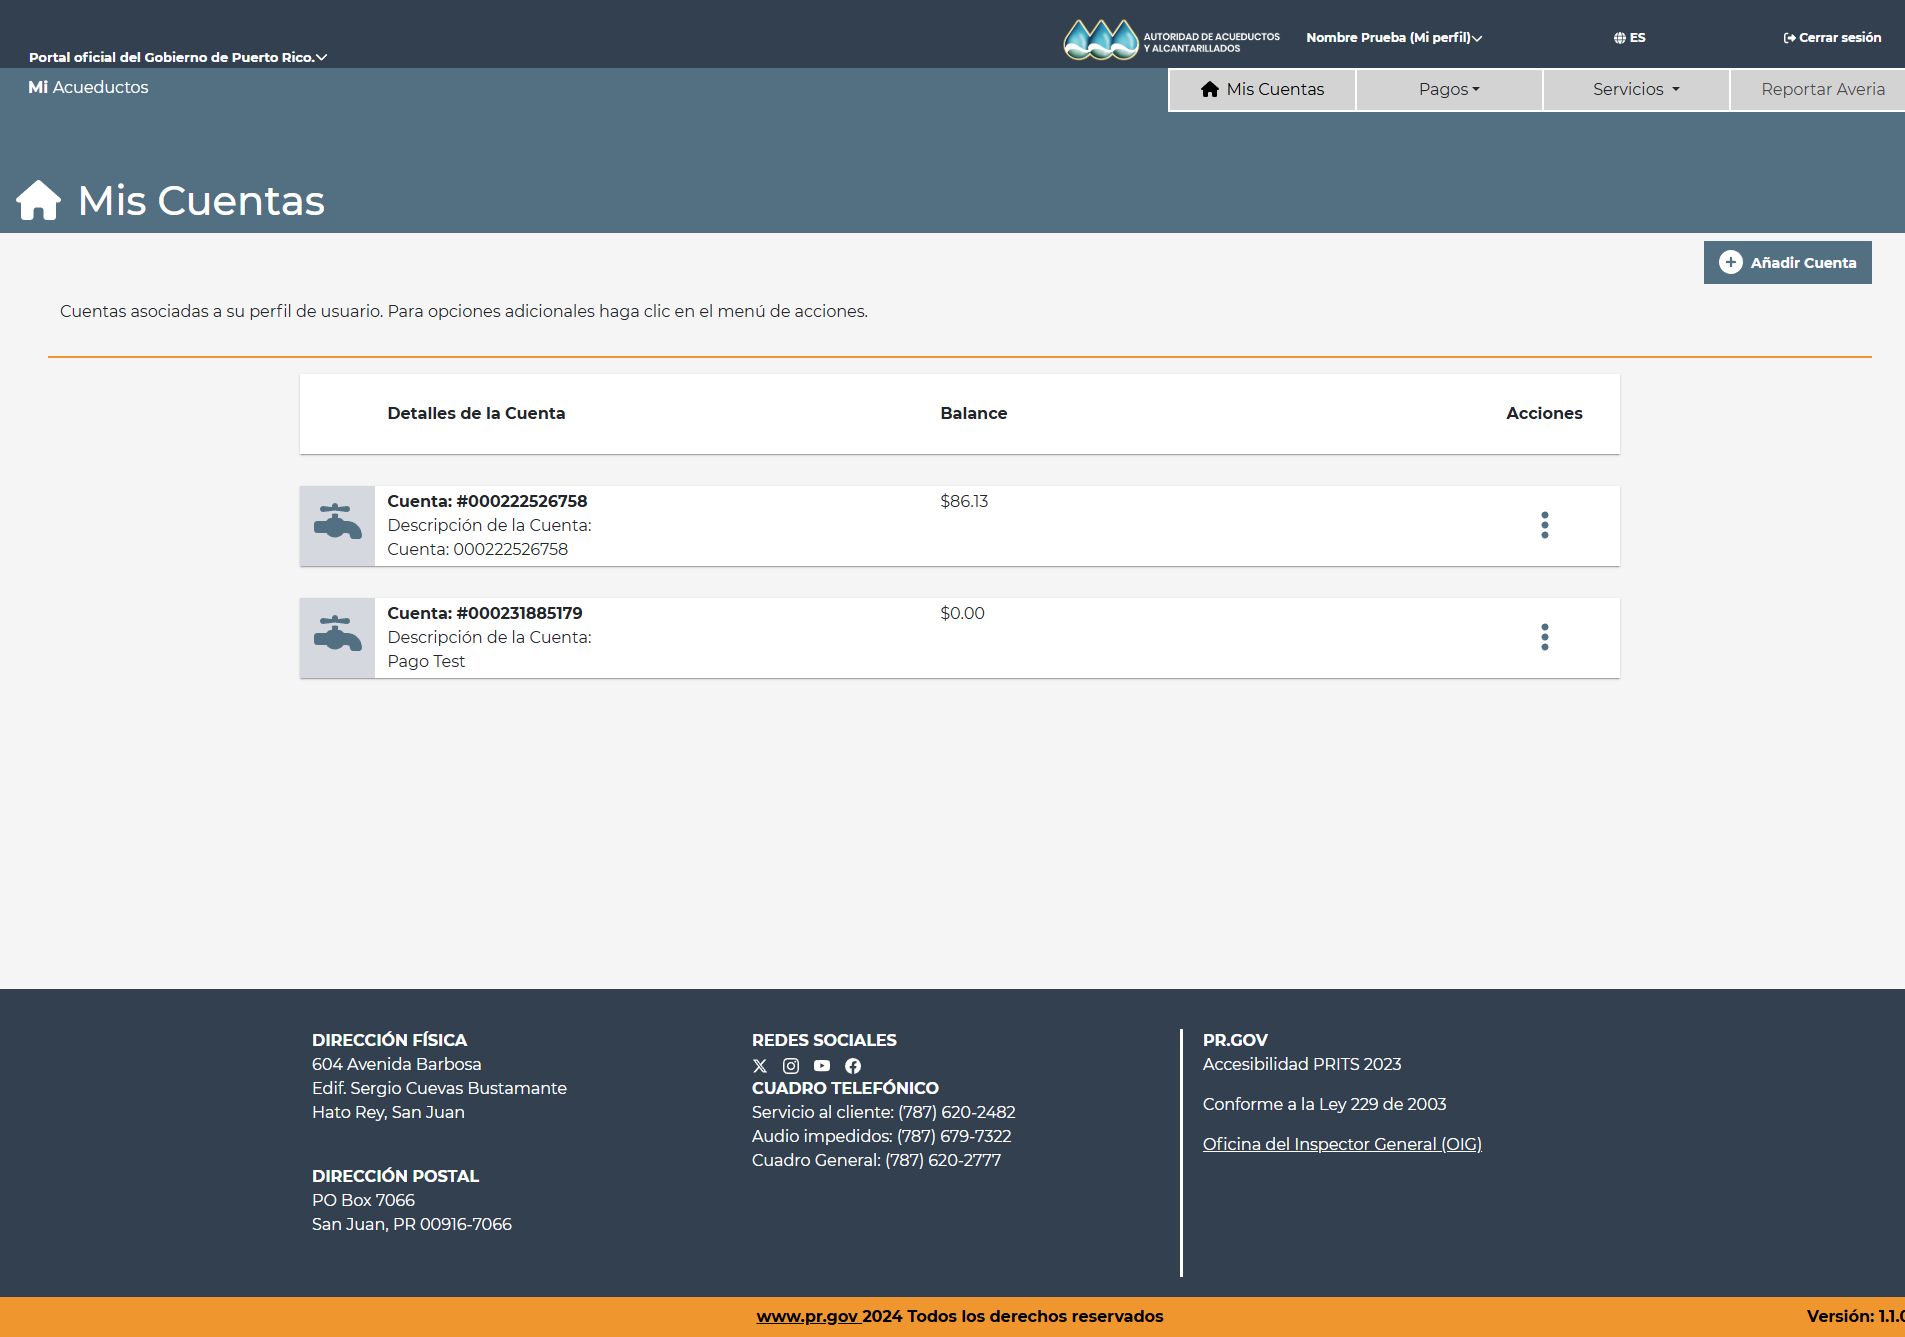 Portal oficial del Gobierno de Puerto Rico.
AUTORIDAD DE ACUEDUCTOS
Y ALCANTARILLADOS
Nombre Prueba (Mi perfil)
ES
Cerrar sesión
Mi Acueductos
Mis Cuentas
Pagos
Servicios
Reportar Averia
Mis Cuentas
Añadir Cuenta
Cuentas asociadas a su perfil de usuario. Para opciones adicionales haga clic en el menú de acciones.
Detalles de la Cuenta
Balance
Acciones
Cuenta: #000222526758
$86.13
Descripción de la Cuenta:
Cuenta: 000222526758
Cuenta: #000231885179
$0.00
Descripción de la Cuenta:
Pago Test
DIRECCIÓN FÍSICA
604 Avenida Barbosa
Edif. Sergio Cuevas Bustamante
Hato Rey, San Juan
DIRECCIÓN POSTAL
PO Box 7066
San Juan, PR 00916-7066
REDES SOCIALES
CUADRO TELEFÓNICO
Servicio al cliente: (787) 620-2482
Audio impedidos: (787) 679-7322
Cuadro General: (787) 620-2777
PR.GOV
Accesibilidad PRITS 2023
Conforme a la Ley 229 de 2003
Oficina del Inspector General (OIG)
www.pr.gov 2024 Todos los derechos reservados
Versión: 1.1.0